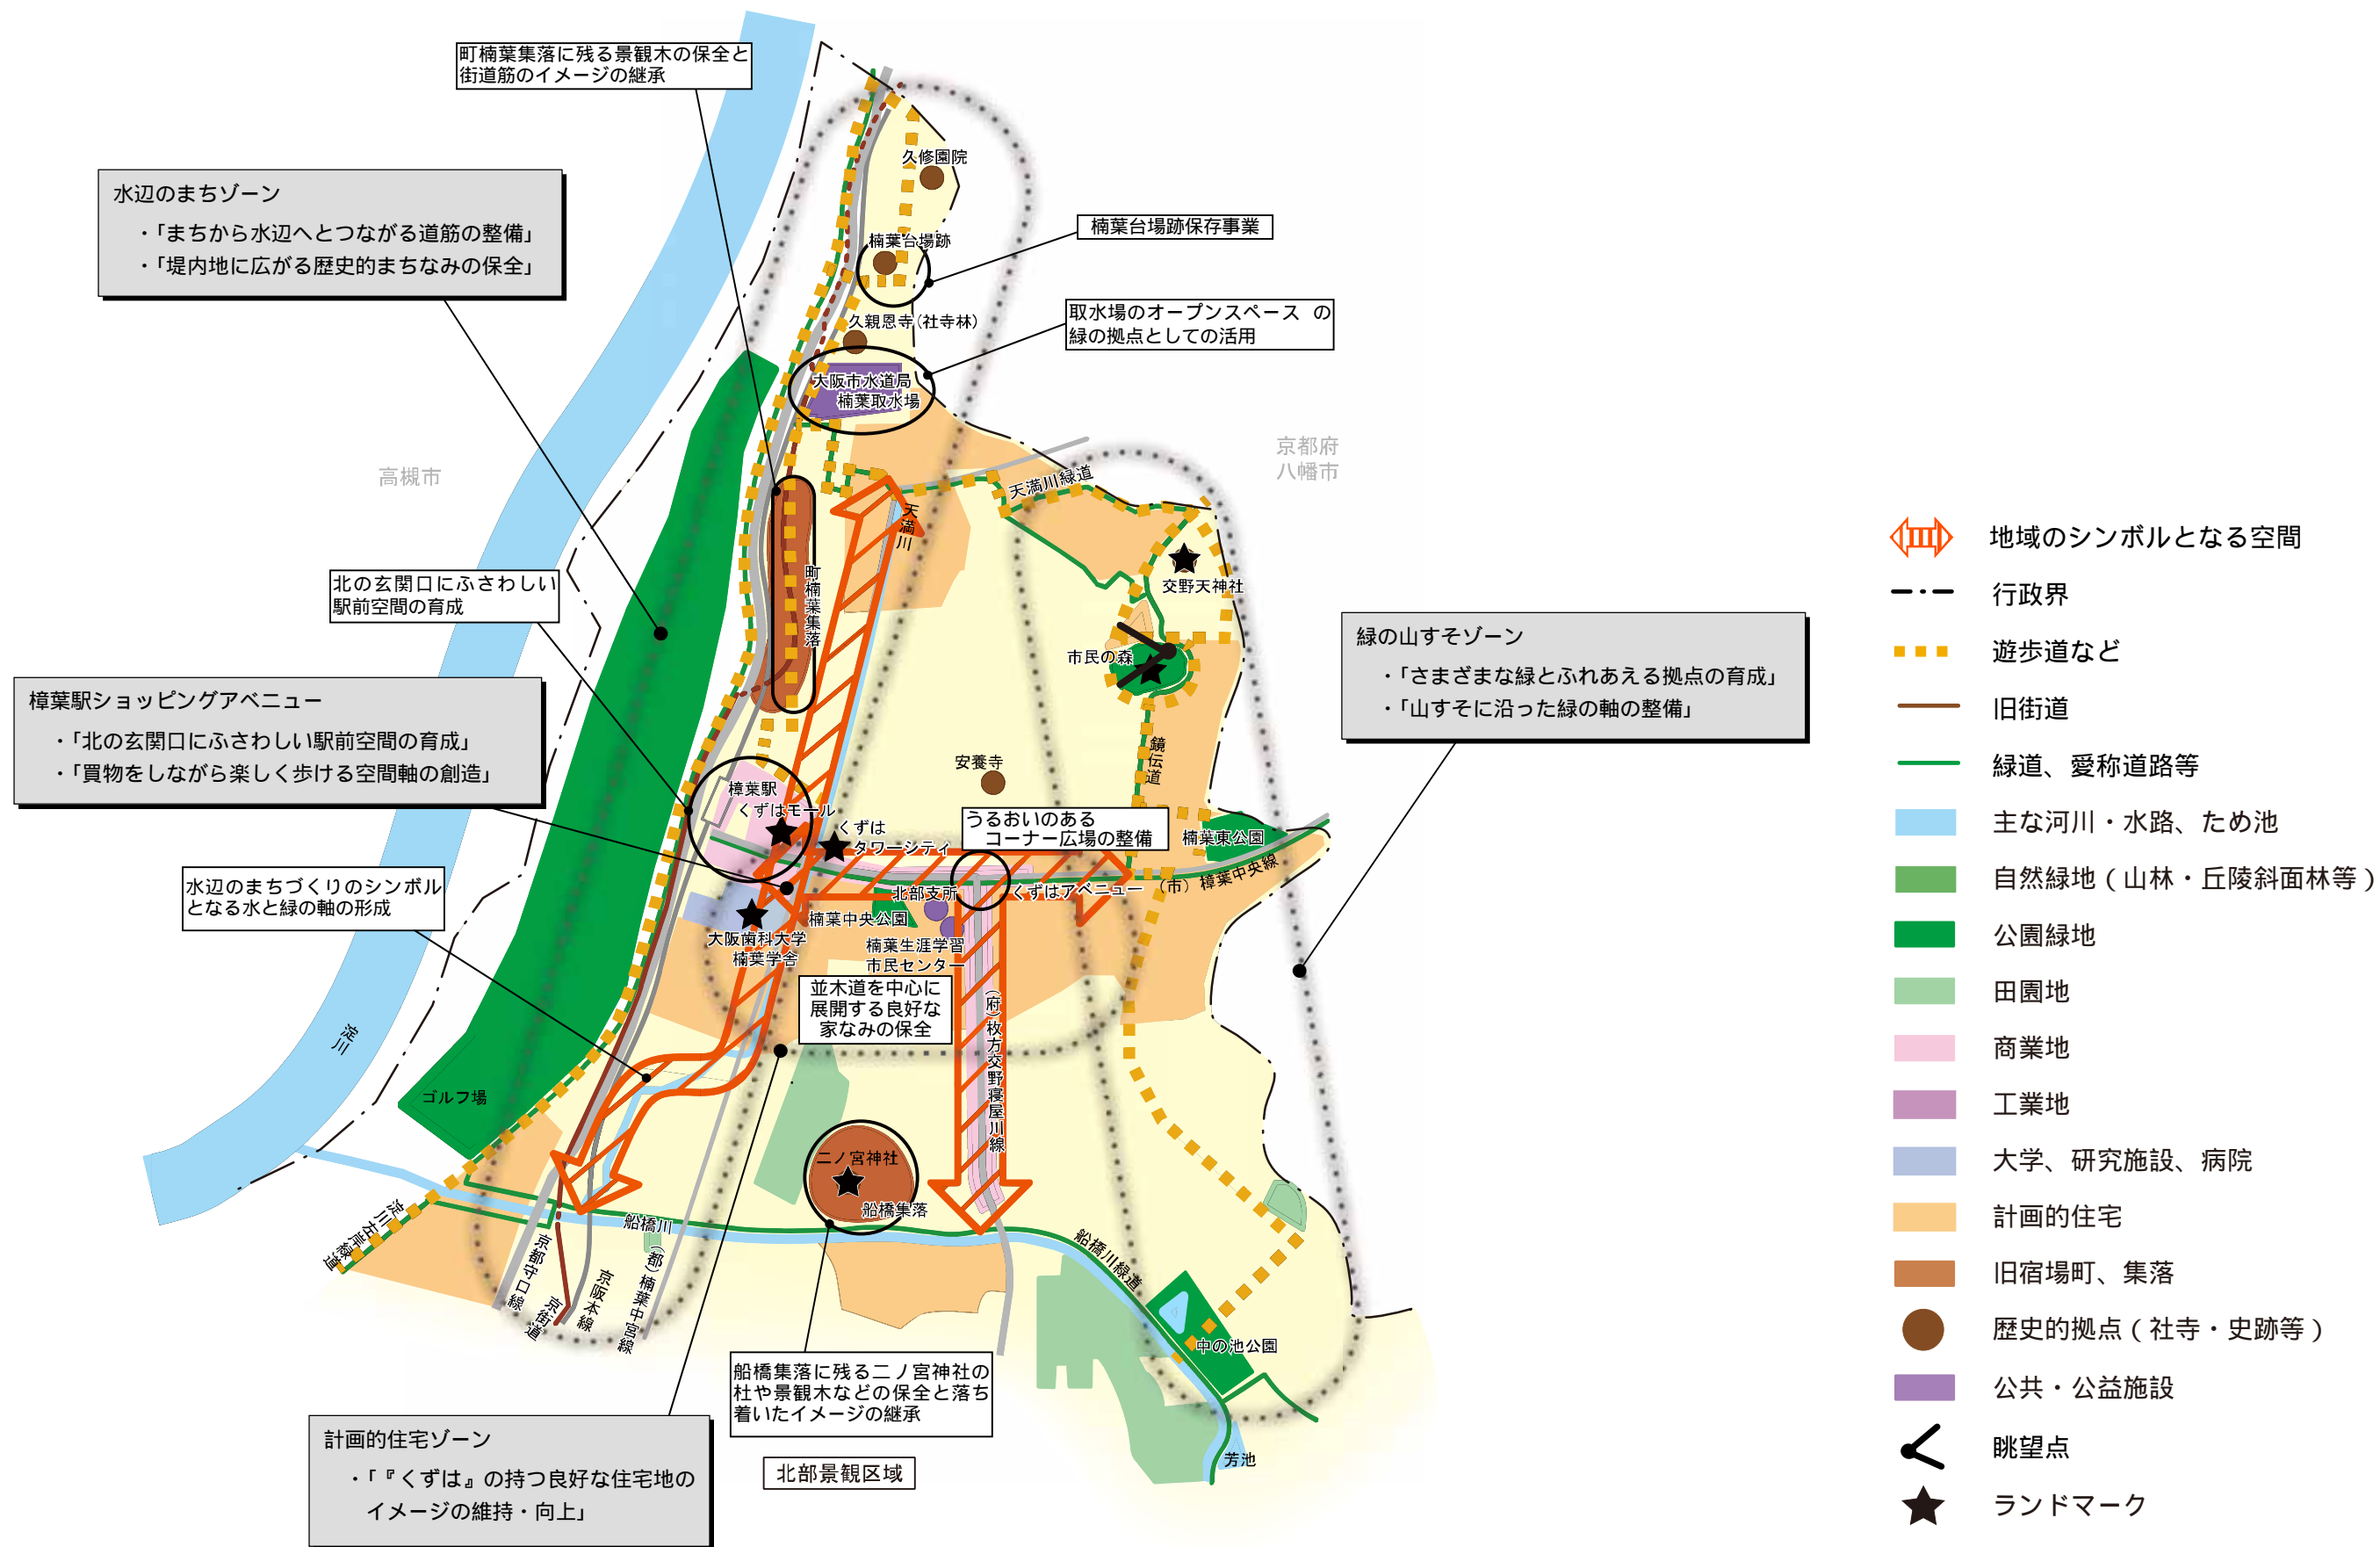 町楠葉集落に残る景観木の保全と
街道筋のイメージの継承
水辺のまちゾーン
・「まちから水辺へとつながる道筋の整備」
・「堤内地に広がる歴史的まちなみの保全」
久修園院
楠葉台場跡
楠葉台場跡保存事業
久親恩寺(社寺林)
取水場のオープンスペース の
緑の拠点としての活用
大阪市水道局
楠葉取水場
高槻市
京都府
八幡市
天満川緑道
天満川
町楠葉集落
交野天神社
市民の森
北の玄関口にふさわしい
駅前空間の育成
緑の山すそゾーン
・「さまざまな緑とふれあえる拠点の育成」
・「山すそに沿った緑の軸の整備」
樟葉駅ショッピングアベニュー
・「北の玄関口にふさわしい駅前空間の育成」
・「買物をしながら楽しく歩ける空間軸の創造」
鏡伝道
安養寺
樟葉駅
くずはモール
くずは
タワーシティ
うるおいのある
コーナー広場の整備
楠葉東公園
(市)樟葉中央線
くずはアベニュー
北部支所
楠葉中央公園
楠葉生涯学習
市民センター
大阪歯科大学
楠葉学舎
水辺のまちづくりのシンボル
となる水と緑の軸の形成
並木道を中心に
展開する良好な
家なみの保全
(府)枚方交野寝屋川線
淀川
ゴルフ場
二ノ宮神社
船橋集落
船橋川
船橋川緑道
淀川左岸緑道
京都守口線
京街道
京阪本線
(都)楠葉中宮線
中の池公園
芳池
船橋集落に残る二ノ宮神社の
杜や景観木などの保全と落ち
着いたイメージの継承
計画的住宅ゾーン
・「『くずは』の持つ良好な住宅地の
イメージの維持・向上」
北部景観区域
地域のシンボルとなる空間
行政界
遊歩道など
旧街道
緑道、愛称道路等
主な河川・水路、ため池
自然緑地(山林・丘陵斜面林等)
公園緑地
田園地
商業地
工業地
大学、研究施設、病院
計画的住宅
旧宿場町、集落
歴史的拠点(社寺・史跡等)
公共・公益施設
眺望点
ランドマーク